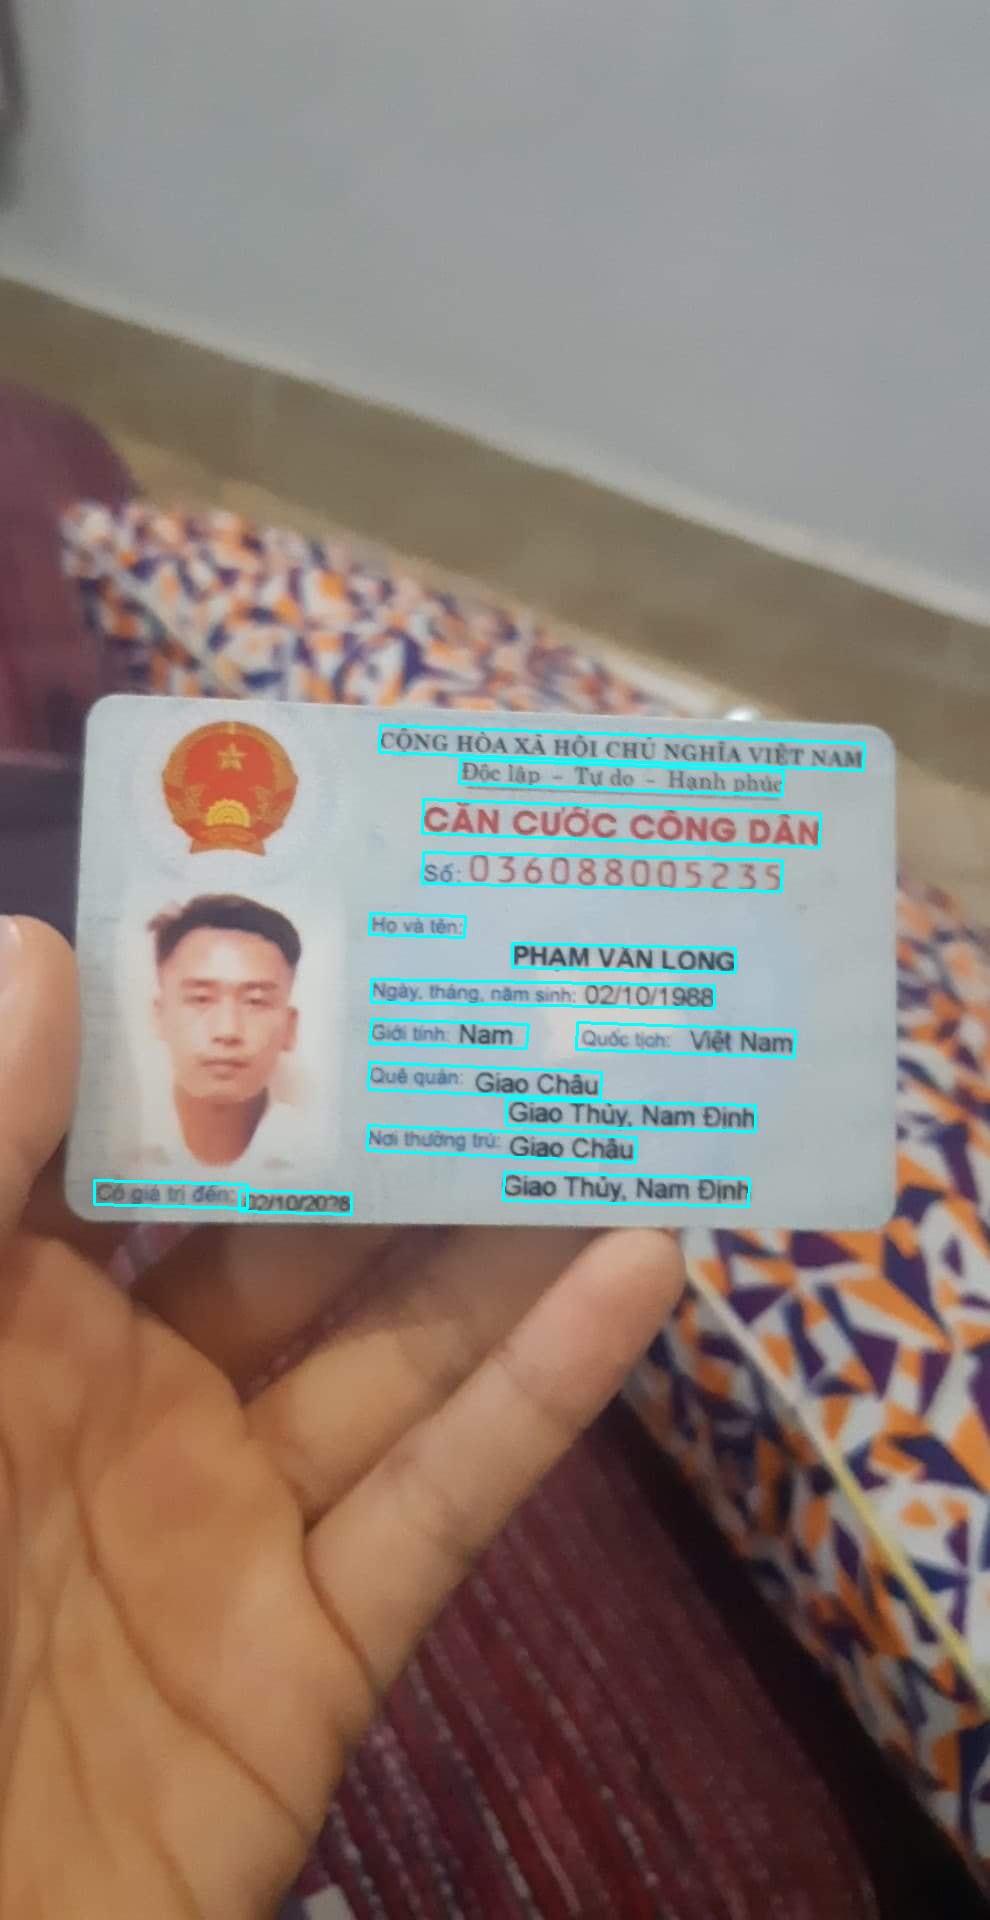 CỘNG HÒA XÃ HỘI CHỦ NGHĨA VIỆT NAM
Độc lập - Tự do - Hạnh phúc
CĂN CƯỚC CÔNG DÂN
Số: 036088005235
Họ và tên:
PHẠM VĂN LONG
Ngày, tháng, năm sinh: 02/10/1988
Giới tính: Nam Quốc tịch: Việt Nam
Quê quán: Giao Châu
Giao Thủy, Nam Định
Nơi thường trú: Giao Châu
Giao Thủy, Nam Định
Có giá trị đến: 02/10/2028